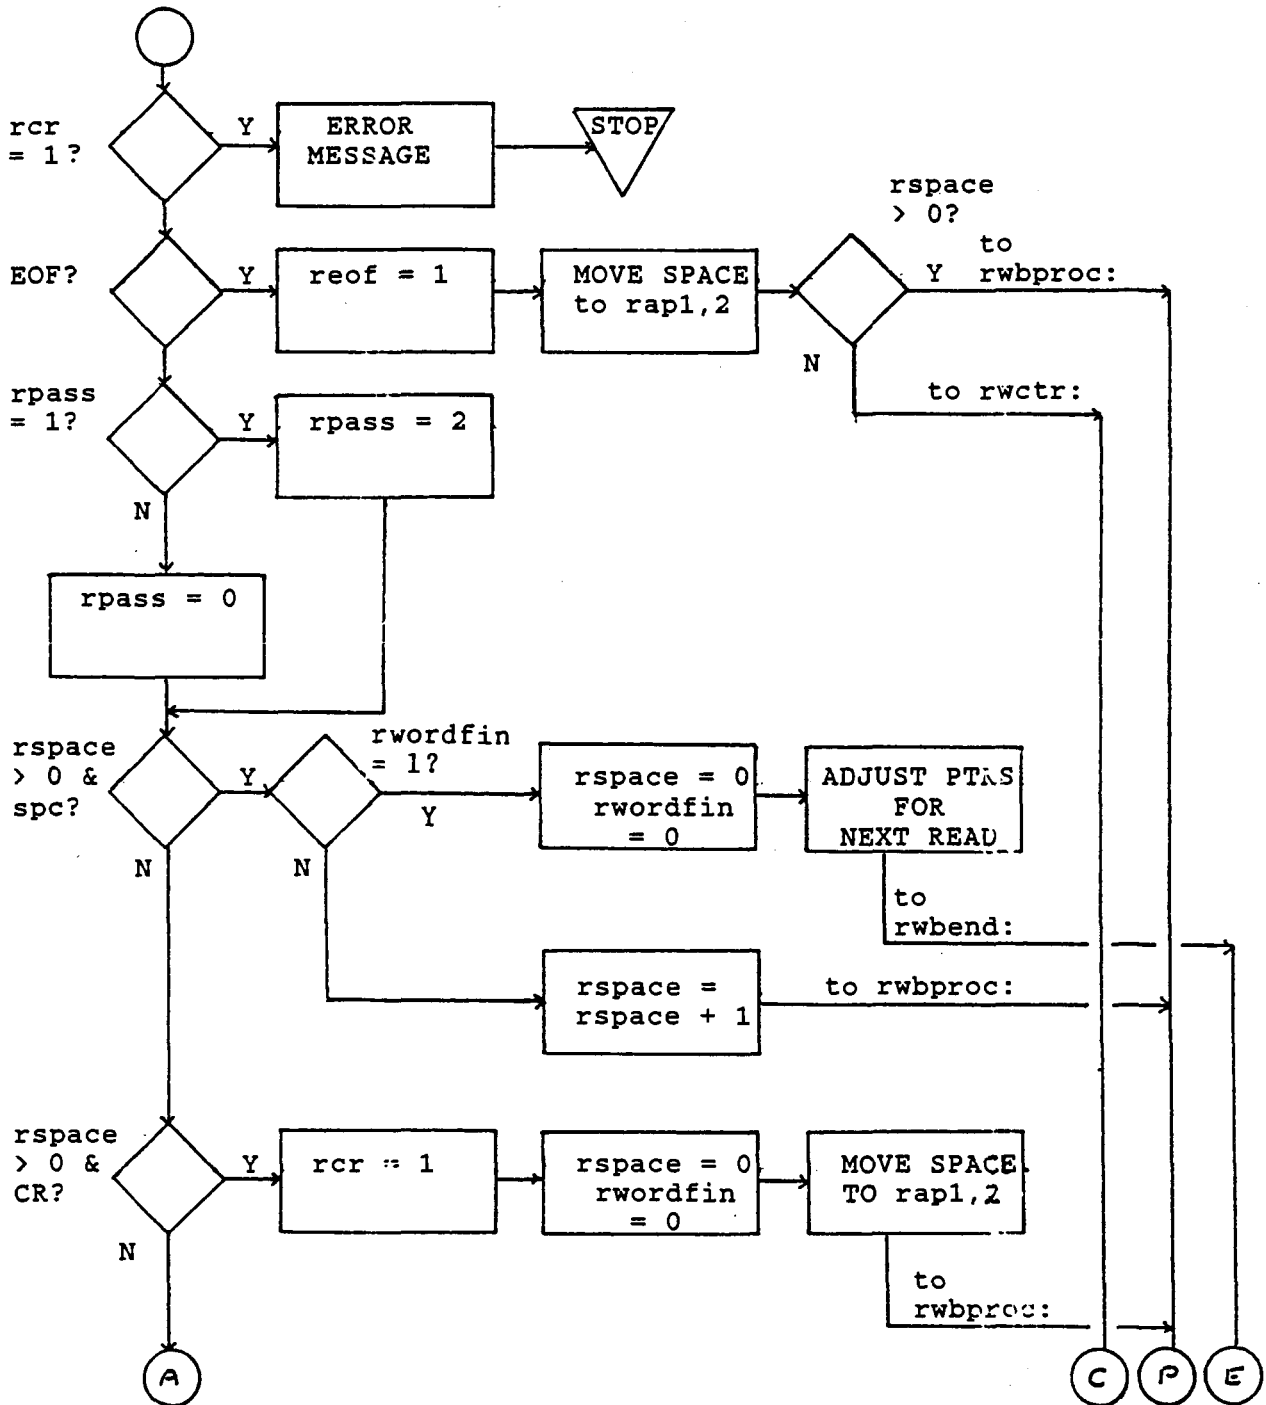 rcr
= 1?
Y
ERROR
MESSAGE
STOP
rspace
> 0?
EOF?
Y
reof = 1
MOVE SPACE
to rap1,2
to
Y rwbproc:
N
to rwctr:
rpass
= 1?
Y
rpass = 2
N
rpass = 0
rspace
> 0 &
spc?
Y
rwordfin
= 1?
Y
rspace = 0
rwordfin
= 0
ADJUST PTRS
FOR
NEXT READ
N
N
to
rwbend:
rspace =
rspace + 1
to rwbproc:
rspace
> 0 &
CR?
Y
rcr = 1
rspace = 0
rwordfin
= 0
MOVE SPACE
TO rap1,2
N
to
rwbproc:
A
C
P
E